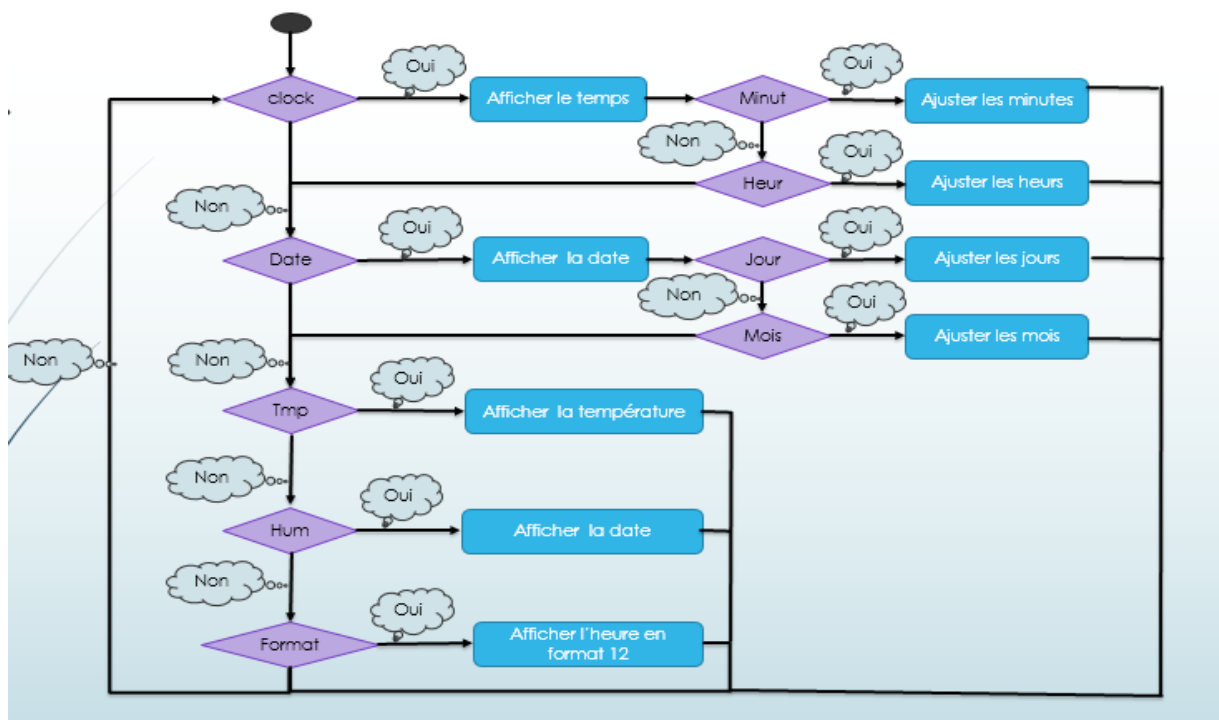 Oui
Oui
clock
Afficher le temps
Minut
Ajuster les minutes
Non
Oui
Heur
Ajuster les heurs
Non
Oui
Oui
Date
Afficher la date
Jour
Ajuster les jours
Non
Oui
Mois
Ajuster les mois
Non
Non
Oui
Tmp
Afficher la température
Non
Oui
Hum
Afficher la date
Non
Oui
Format
Afficher l'heure en
format 12